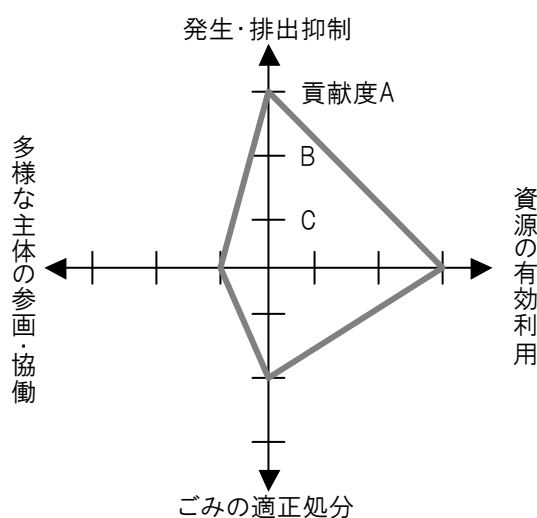 発生･排出抑制
貢献度A
B
C
多様な主体の参画･協働
資源の有効利用
ごみの適正処分